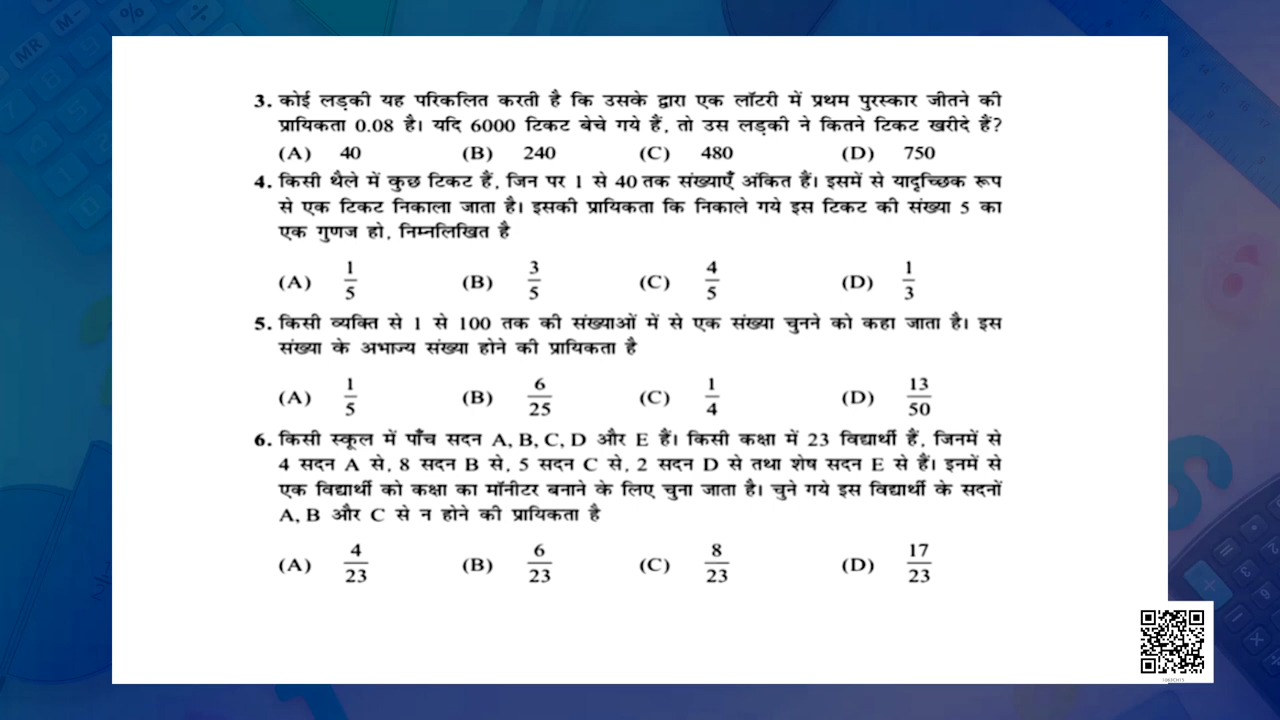 3. कोई लड़की यह परिकलित करती है कि उसके द्वारा एक लॉटरी में प्रथम पुरस्कार जीतने की
प्रायिकता 0.08 है। यदि 6000 टिकट बेचे गये हैं, तो उस लड़की ने कितने टिकट खरीदे हैं?
(A) 40 (B) 240 (C) 480 (D) 750
4. किसी थैले में कुछ टिकट हैं, जिन पर 1 से 40 तक संख्याएँ अंकित हैं। इसमें से यादृच्छिक रूप
से एक टिकट निकाला जाता है। इसकी प्रायिकता कि निकाले गये इस टिकट की संख्या 5 का
एक गुणज हो, निम्नलिखित है
(A) 1/5 (B) 3/5 (C) 4/5 (D) 1/3
5. किसी व्यक्ति से 1 से 100 तक की संख्याओं में से एक संख्या चुनने को कहा जाता है। इस
संख्या के अभाज्य संख्या होने की प्रायिकता है
(A) 1/5 (B) 6/25 (C) 1/4 (D) 13/50
6. किसी स्कूल में पाँच सदन A, B, C, D और E हैं। किसी कक्षा में 23 विद्यार्थी हैं, जिनमें से
4 सदन A से, 8 सदन B से, 5 सदन C से, 2 सदन D से तथा शेष सदन E से हैं। इनमें से
एक विद्यार्थी को कक्षा का मॉनीटर बनाने के लिए चुना जाता है। चुने गये इस विद्यार्थी के सदनों
A, B और C से न होने की प्रायिकता है
(A) 4/23 (B) 6/23 (C) 8/23 (D) 17/23